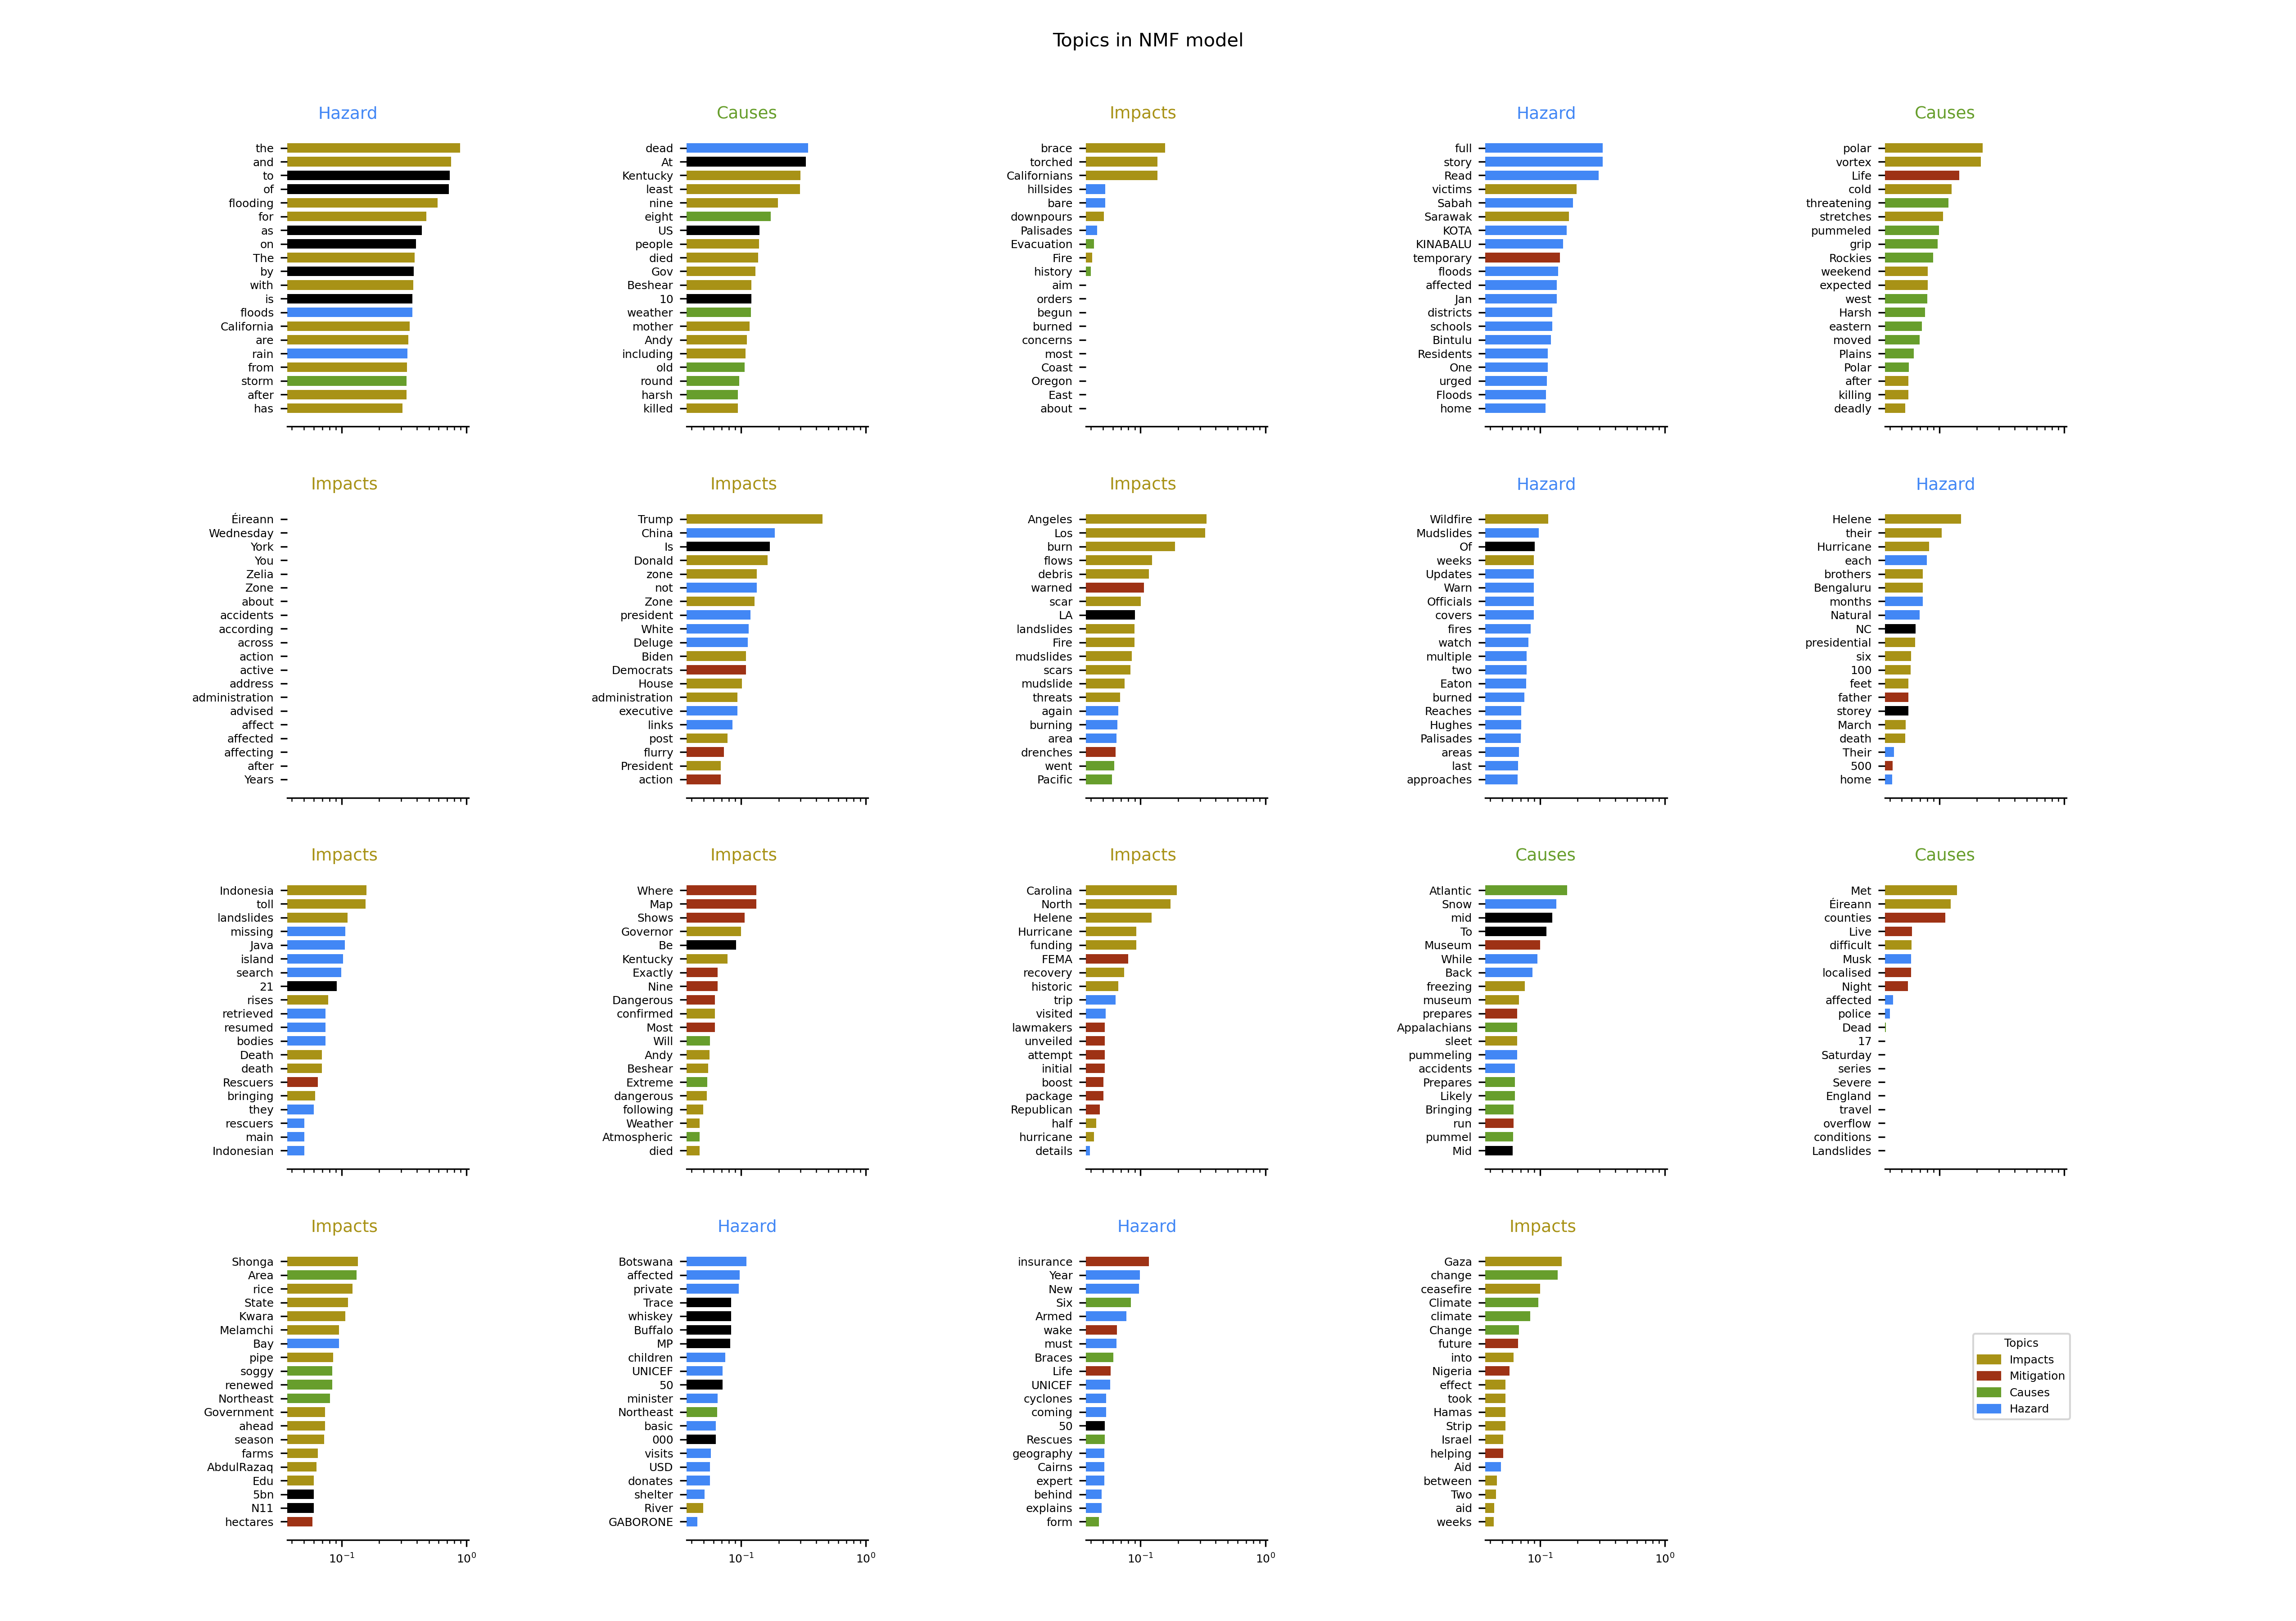 Topics in NMF model
Hazard
the
and
to
of
flooding
for
as
on
The
by
with
is
floods
California
are
rain
from
storm
after
has
Causes
dead
At
Kentucky
least
nine
eight
US
people
died
Gov
Beshear
10
weather
mother
Andy
including
old
round
harsh
killed
Impacts
brace
torched
Californians
hillsides
bare
downpours
Palisades
Evacuation
Fire
history
aim
orders
begun
burned
concerns
most
Coast
Oregon
East
about
Hazard
full
story
Read
victims
Sabah
Sarawak
KOTA
KINABALU
temporary
floods
affected
Jan
districts
schools
Bintulu
Residents
One
urged
Floods
home
Causes
polar
vortex
Life
cold
threatening
stretches
pummeled
grip
Rockies
weekend
expected
west
Harsh
eastern
moved
Plains
Polar
after
killing
deadly
Impacts
Éireann
Wednesday
York
You
Zelia
Zone
about
accidents
according
across
action
active
address
administration
advised
affect
affected
affecting
after
Years
Impacts
Trump
China
Is
Donald
zone
not
Zone
president
White
Deluge
Biden
Democrats
House
administration
executive
links
post
flurry
President
action
Impacts
Angeles
Los
burn
flows
debris
warned
scar
LA
landslides
Fire
mudslides
scars
mudslide
threats
again
burning
area
drenches
went
Pacific
Hazard
Wildfire
Mudslides
Of
weeks
Updates
Warn
Officials
covers
fires
watch
multiple
two
Eaton
burned
Reaches
Hughes
Palisades
areas
last
approaches
Hazard
Helene
their
Hurricane
each
brothers
Bengaluru
months
Natural
NC
presidential
six
100
feet
father
storey
March
death
Their
500
home
Impacts
Indonesia
toll
landslides
missing
Java
island
search
21
rises
retrieved
resumed
bodies
Death
death
Rescuers
bringing
they
rescuers
main
Indonesian
Impacts
Where
Map
Shows
Governor
Be
Kentucky
Exactly
Nine
Dangerous
confirmed
Most
Will
Andy
Beshear
Extreme
dangerous
following
Weather
Atmospheric
died
Impacts
Carolina
North
Helene
Hurricane
funding
FEMA
recovery
historic
trip
visited
lawmakers
unveiled
attempt
initial
boost
package
Republican
half
hurricane
details
Causes
Atlantic
Snow
mid
To
Museum
While
Back
freezing
museum
prepares
Appalachians
sleet
pummeling
accidents
Prepares
Likely
Bringing
run
pummel
Mid
Causes
Met
Éireann
counties
Live
difficult
Musk
localised
Night
affected
police
Dead
17
Saturday
series
Severe
England
travel
overflow
conditions
Landslides
Impacts
Shonga
Area
rice
State
Kwara
Melamchi
Bay
pipe
soggy
renewed
Northeast
Government
ahead
season
farms
AbdulRazaq
Edu
5bn
N11
hectares
10⁻¹ 10⁰
Hazard
Botswana
affected
private
Trace
whiskey
Buffalo
MP
children
UNICEF
50
minister
Northeast
basic
000
visits
USD
donates
shelter
River
GABORONE
10⁻¹ 10⁰
Hazard
insurance
Year
New
Six
Armed
wake
must
Braces
Life
UNICEF
cyclones
coming
50
Rescues
geography
Cairns
expert
behind
explains
form
10⁻¹ 10⁰
Impacts
Gaza
change
ceasefire
Climate
climate
Change
future
into
Nigeria
effect
took
Hamas
Strip
Israel
helping
Aid
between
Two
aid
weeks
10⁻¹ 10⁰
Topics
Impacts
Mitigation
Causes
Hazard